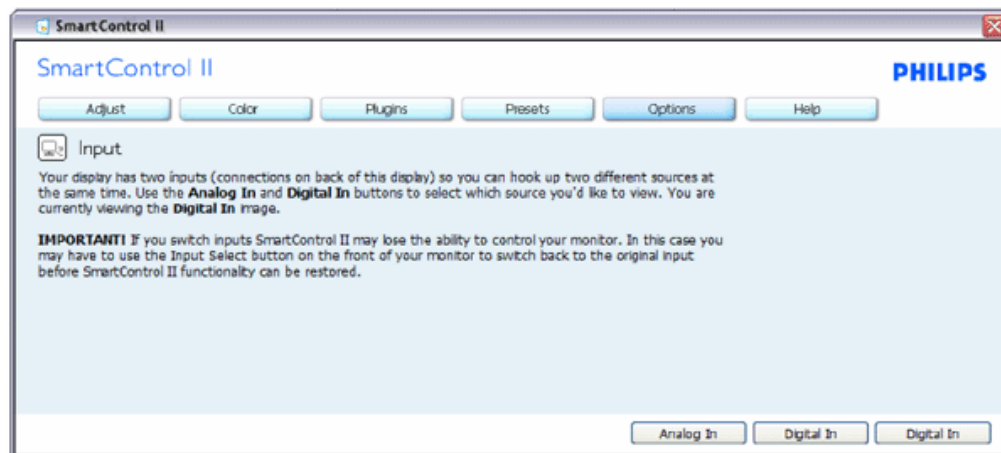 SmartControl II
SmartControl II
PHILIPS
Adjust Color Plugins Presets Options Help
Input
Your display has two inputs (connections on back of this display) so you can hook up two different sources at
the same time. Use the Analog In and Digital In buttons to select which source you'd like to view. You are
currently viewing the Digital In image.
IMPORTANT! If you switch inputs SmartControl II may lose the ability to control your monitor. In this case you
may have to use the Input Select button on the front of your monitor to switch back to the original input
before SmartControl II functionality can be restored.
Analog In Digital In Digital In